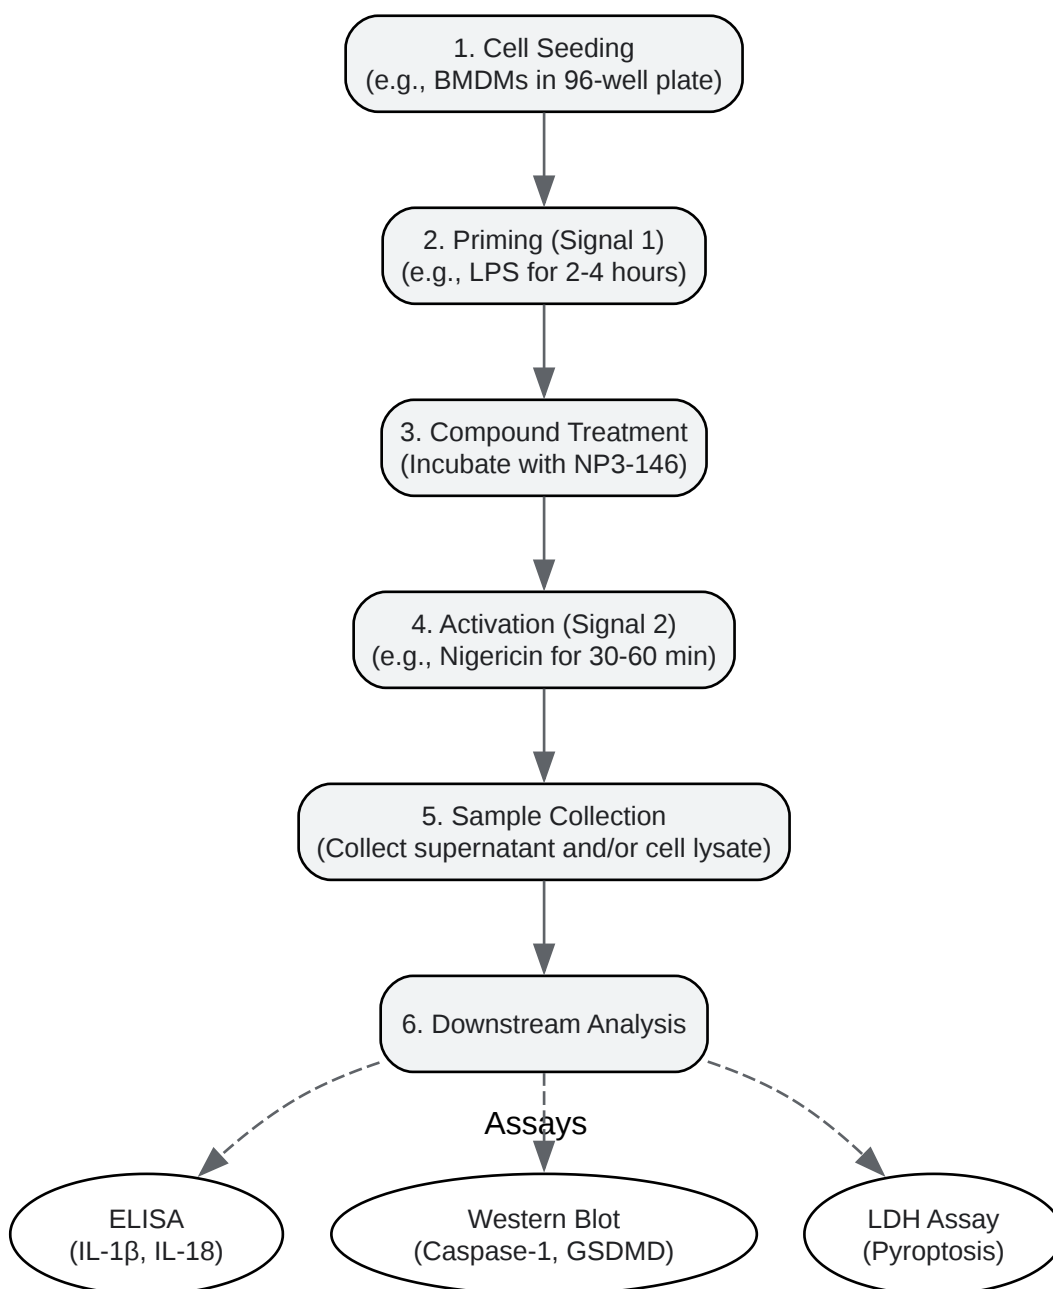 1. Cell Seeding
(e.g., BMDMs in 96-well plate)
2. Priming (Signal 1)
(e.g., LPS for 2-4 hours)
3. Compound Treatment
(Incubate with NP3-146)
4. Activation (Signal 2)
(e.g., Nigericin for 30-60 min)
5. Sample Collection
(Collect supernatant and/or cell lysate)
6. Downstream Analysis
Assays
ELISA
(IL-1β, IL-18)
Western Blot
(Caspase-1, GSDMD)
LDH Assay
(Pyroptosis)